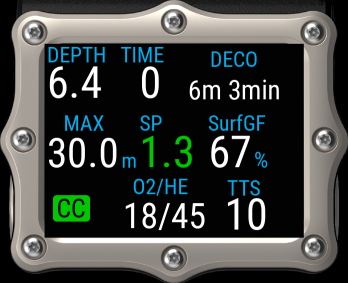 DEPTH TIME DECO
6.4 0 6m 3min
MAX SP SurfGF
30.0m 1.3 67%
O2/HE TTS
CC 18/45 10